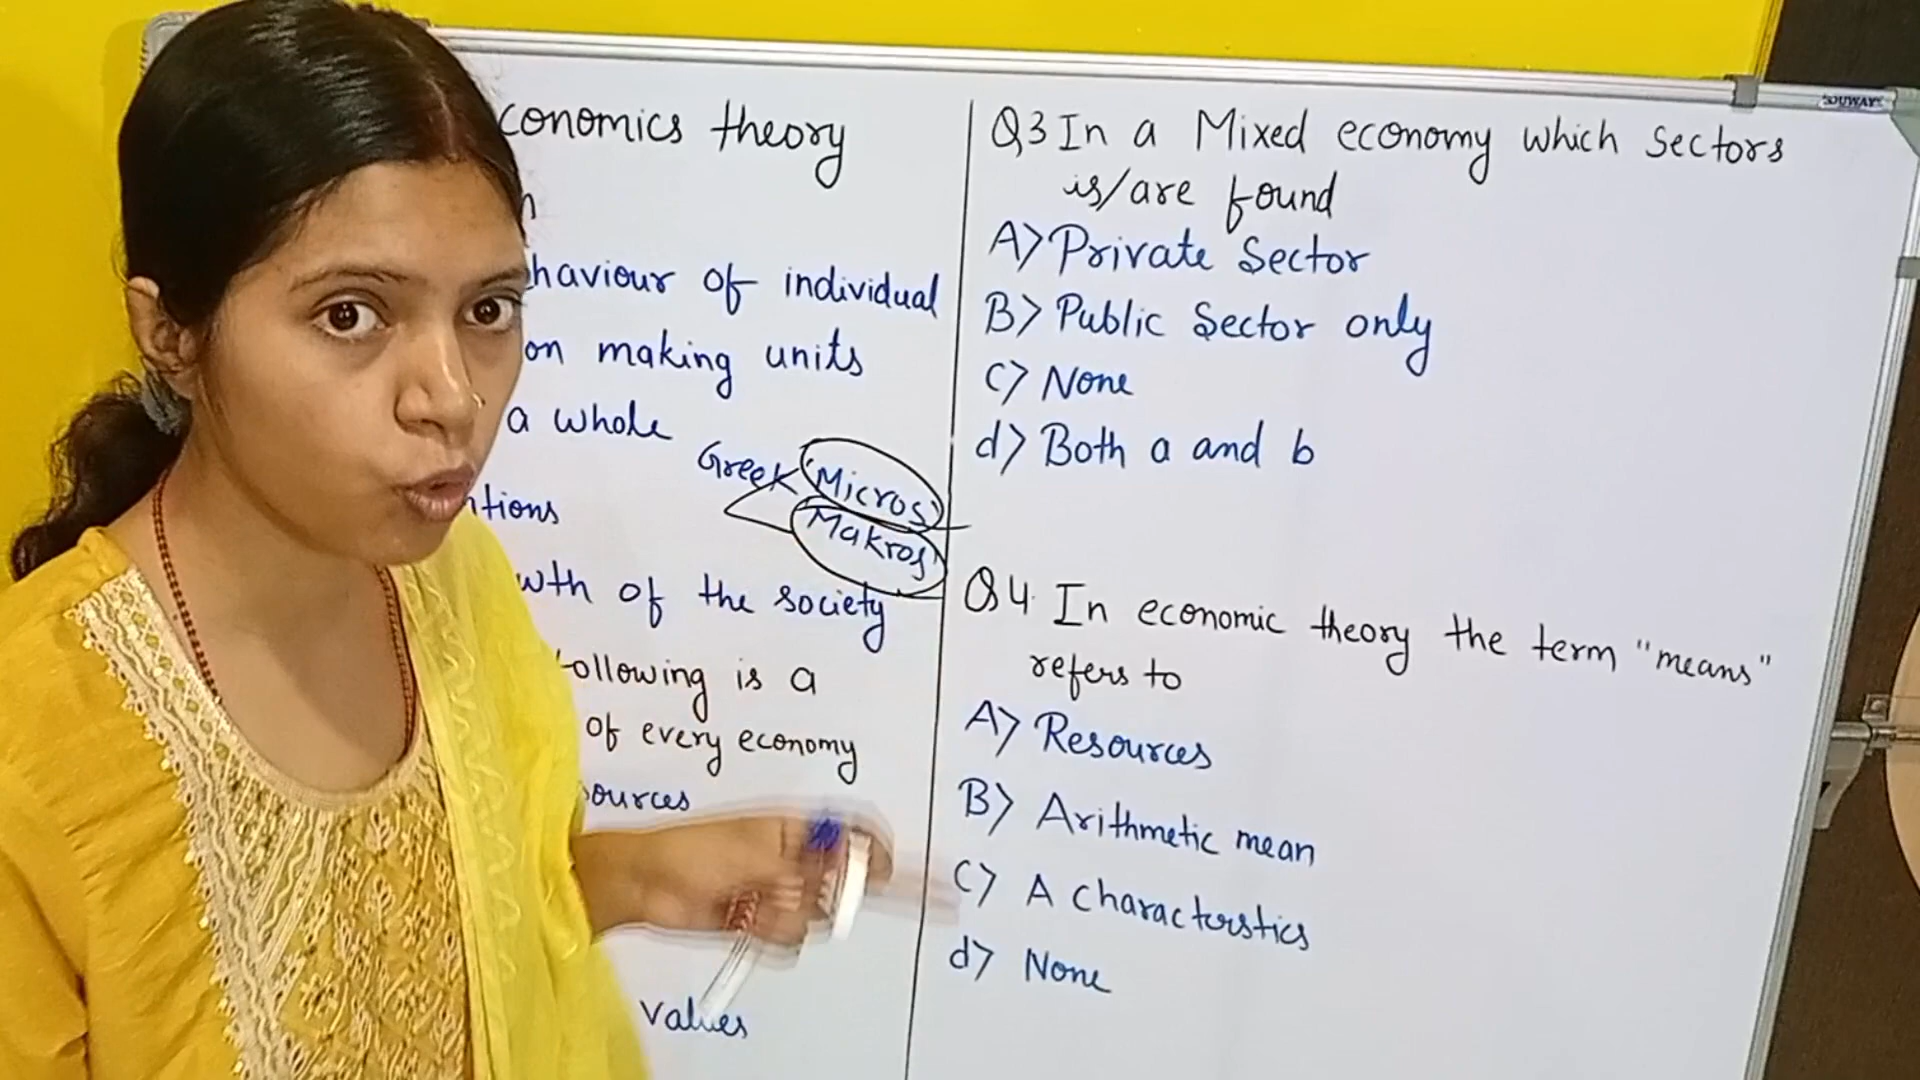 conomics theory
haviour of individual
on making units
a whole
Greek 'Micros'
'Makros'
ntions
wth of the society
ollowing is a
of every economy
ources
values
Q3 In a Mixed economy which Sectors
is/are found
A> Private Sector
B> Public Sector only
C> None
d> Both a and b
Q4. In economic theory the term "means"
refers to
A> Resources
B> Arithmetic mean
C> A Characterstics
d> None